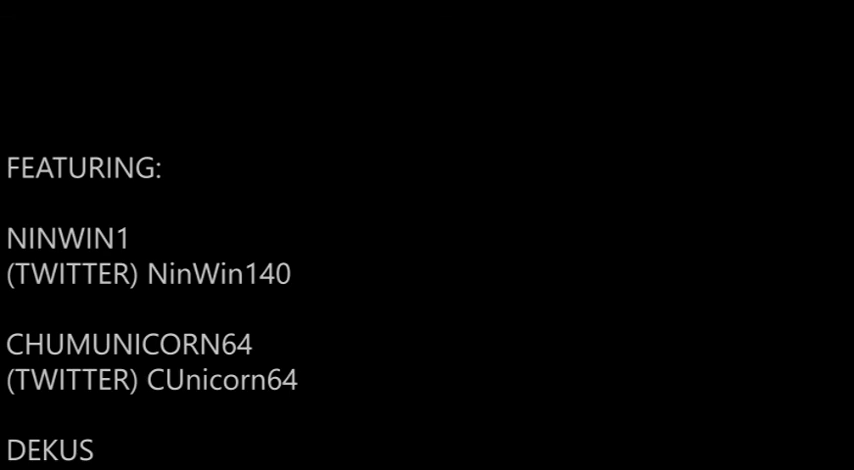 FEATURING:
NINWIN1
(TWITTER) NinWin140
CHUMUNICORN64
(TWITTER) CUnicorn64
DEKUS